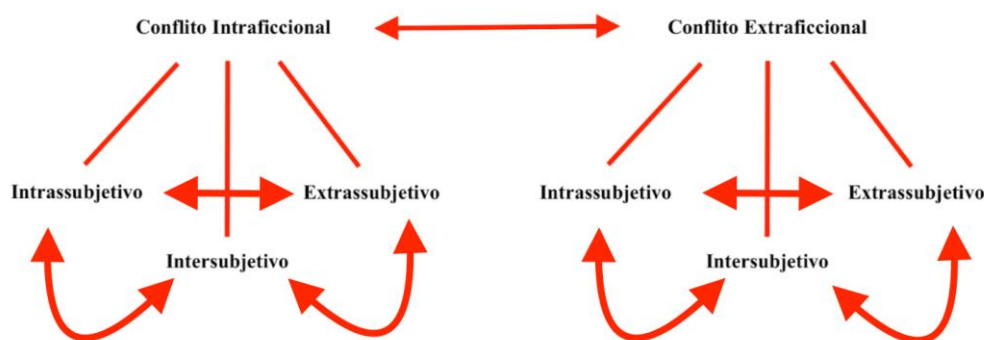 Conflito Intraficcional
Conflito Extraficcional
Intrassubjetivo
Extrassubjetivo
Intersubjetivo
Intrassubjetivo
Extrassubjetivo
Intersubjetivo